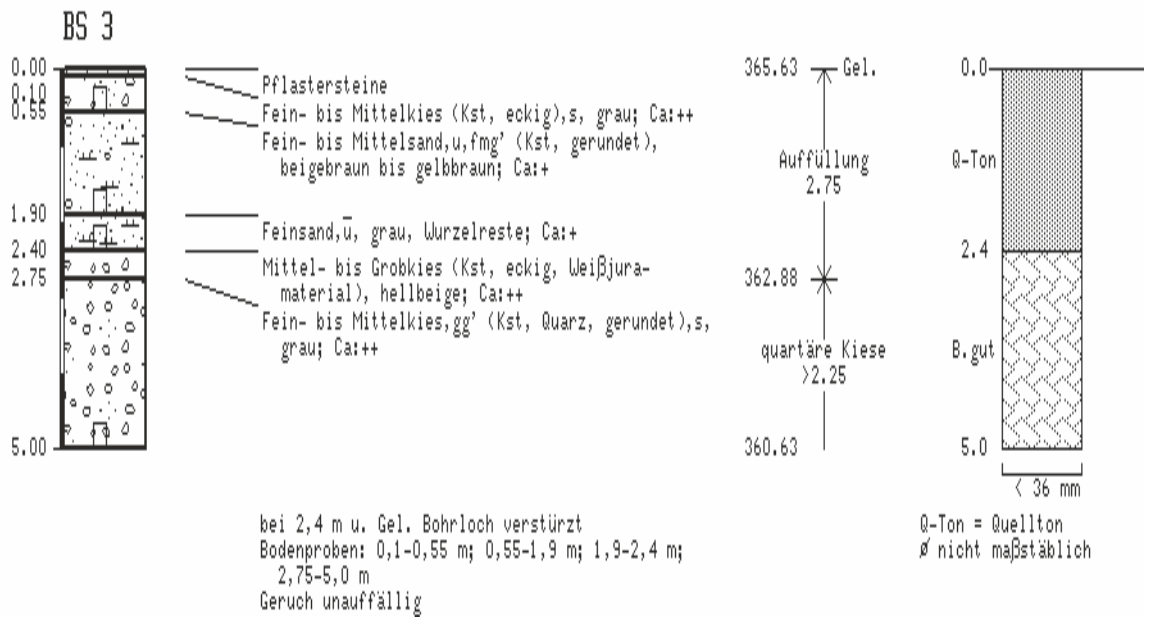 BS 3
0.00
0.10
0.55
1.90
2.40
2.75
5.00
Pflastersteine
Fein- bis Mittelkies (Kst, eckig),s, grau; Ca:++
Fein- bis Mittelsand,u,fmg' (Kst, gerundet),
beigebraun bis gelbbraun; Ca:+
Feinsand,ū, grau, Wurzelreste; Ca:+
Mittel- bis Grobkies (Kst, eckig, Weißjura-
material), hellbeige; Ca:++
Fein- bis Mittelkies,gg' (Kst, Quarz, gerundet),s,
grau; Ca:++
365.63 Gel.
Auffüllung
2.75
362.88
quartäre Kiese
>2.25
360.63
0.0
Q-Ton
2.4
B.gut
5.0
< 36 mm
bei 2,4 m u. Gel. Bohrloch verstürzt
Bodenproben: 0,1-0,55 m; 0,55-1,9 m; 1,9-2,4 m;
2,75-5,0 m
Geruch unauffällig
Q-Ton = Quellton
Ø nicht maßstäblich